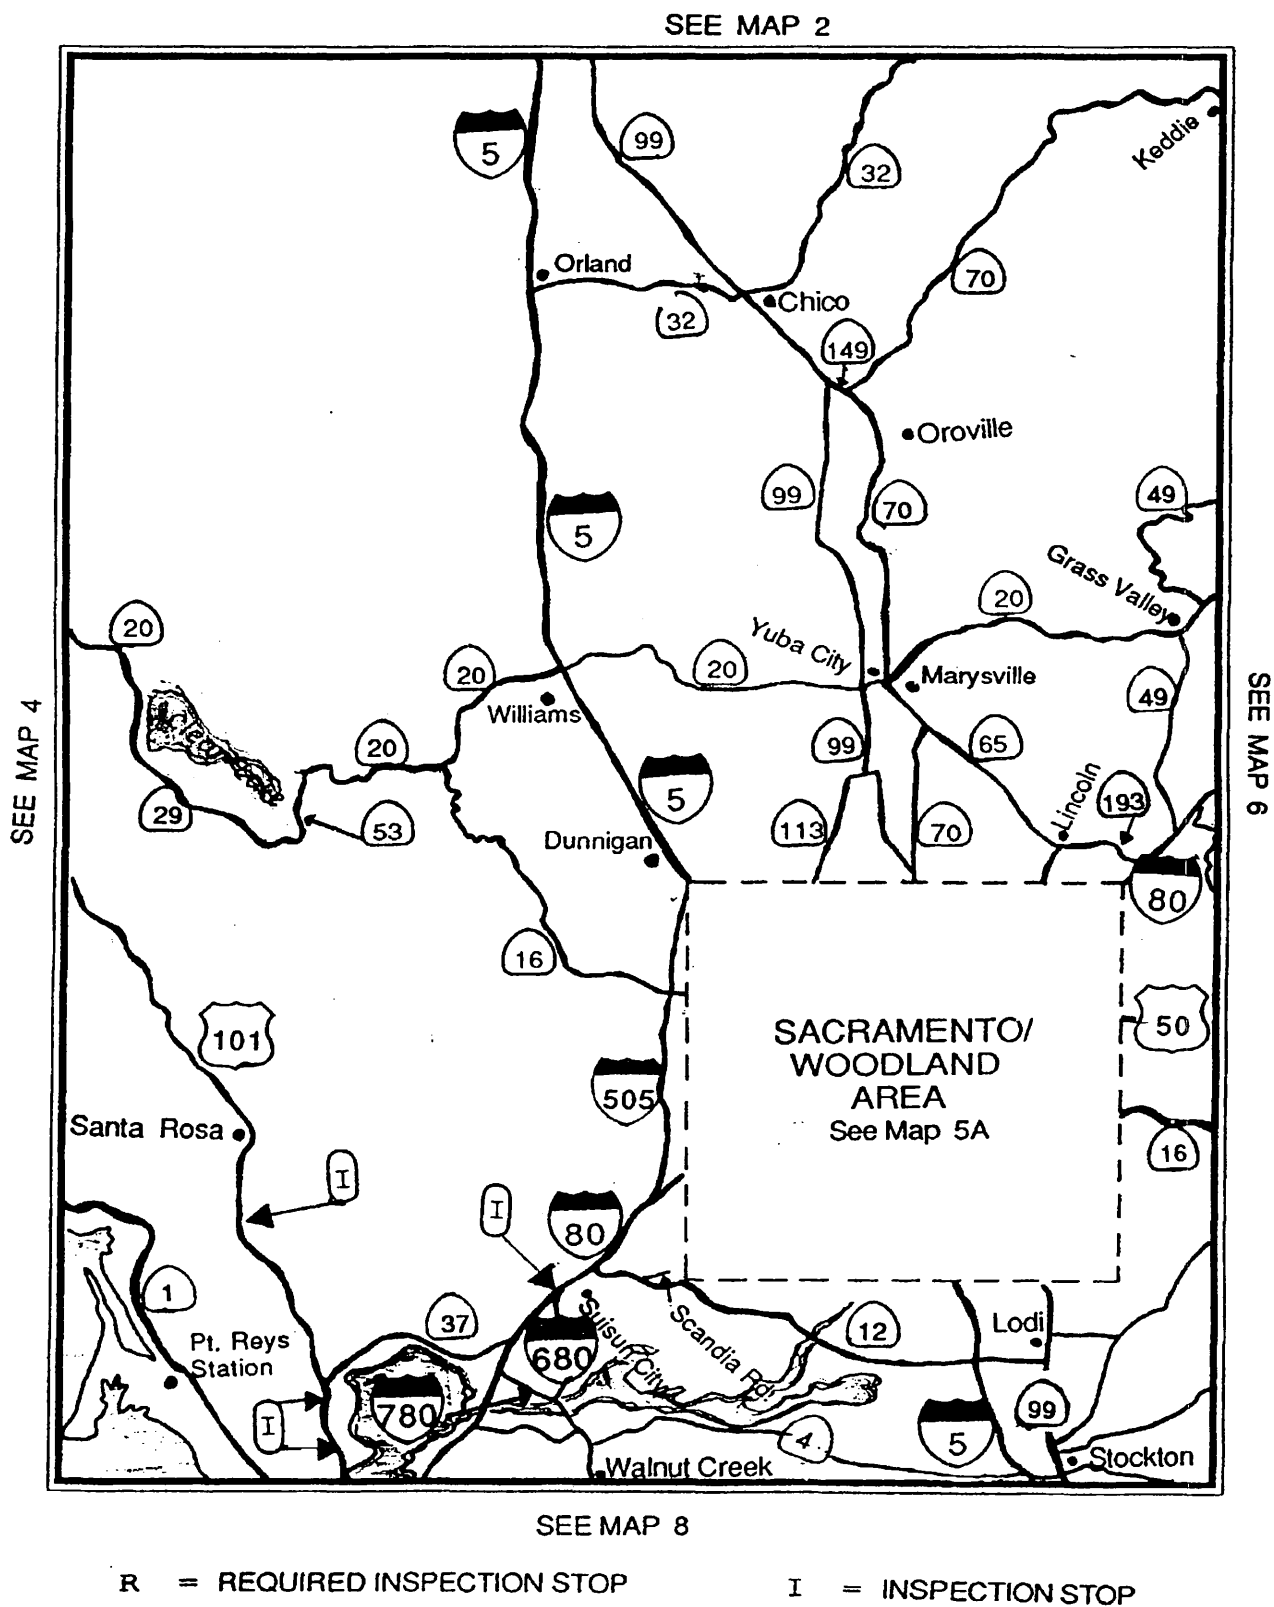 SEE MAP 2
5
99
32
Keddie
70
Orland
32
Chico
149
Oroville
99
70
49
5
Grass Valley
20
20
Yuba City
20
20
Marysville
49
Williams
SEE MAP 4
SEE MAP 6
20
99
65
5
Lincoln
193
29
53
Dunnigan
113
70
80
16
101
50
SACRAMENTO/
WOODLAND
AREA
See Map 5A
505
Santa Rosa
16
I
I
80
1
37
Suisun City
Scandia Rd
12
Lodi
Pt. Reys
Station
680
780
I
99
5
4
Walnut Creek
Stockton
SEE MAP 8
R = REQUIRED INSPECTION STOP
I = INSPECTION STOP